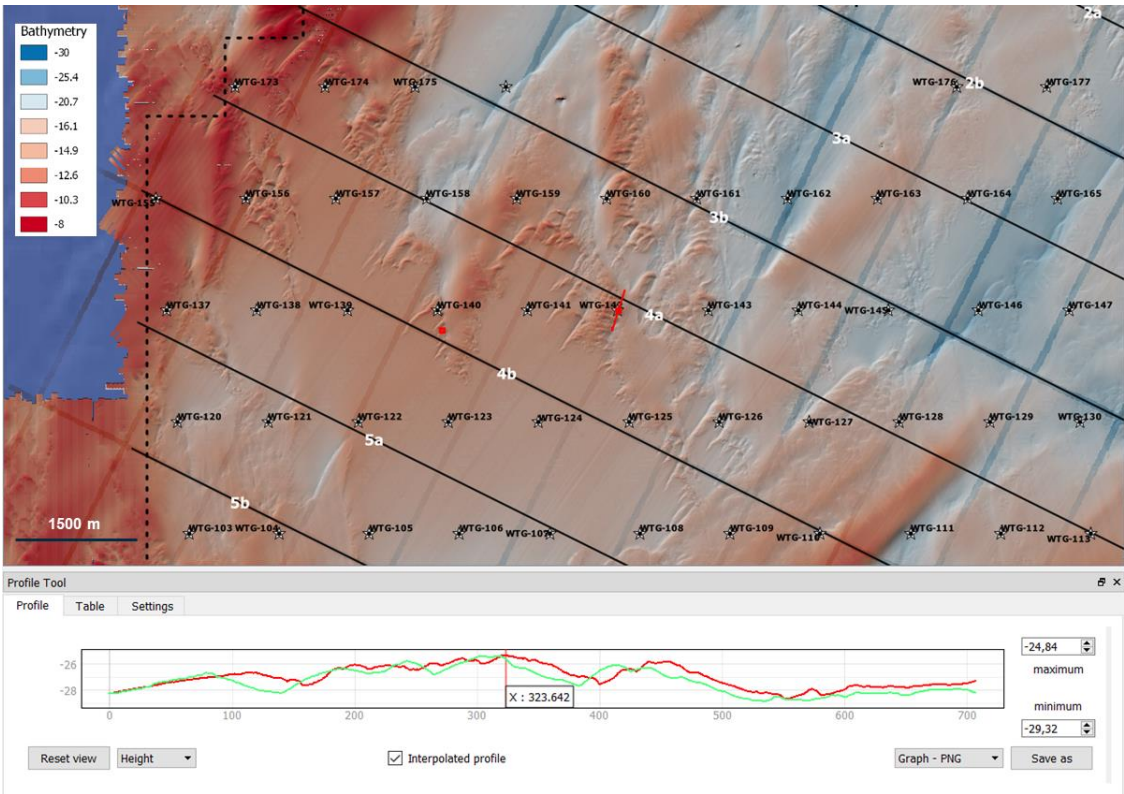 2a
Bathymetry
-30
-25.4
-20.7
-16.1
-14.9
-12.6
-10.3
-8
WTG-173 WTG-174 WTG-175 WTG-176 2b WTG-177
3a
WTG-155 WTG-156 WTG-157 WTG-158 WTG-159 WTG-160 WTG-161 WTG-162 WTG-163 WTG-164 WTG-165
3b
WTG-137 WTG-138 WTG-139 WTG-140 WTG-141 WTG-143 WTG-144 WTG-145 WTG-146 WTG-147
4a
4b
WTG-120 WTG-121 WTG-122 WTG-123 WTG-124 WTG-125 WTG-126 WTG-127 WTG-128 WTG-129 WTG-130
5a
5b
1500 m
WTG-103 WTG-104 WTG-105 WTG-106 WTG-107 WTG-108 WTG-109 WTG-110 WTG-111 WTG-112 WTG-113
Profile Tool
Profile Table Settings
-26
-28
X : 323.642
0 100 200 300 400 500 600 700
-24,84
maximum
minimum
-29,32
Reset view Height Interpolated profile Graph - PNG Save as